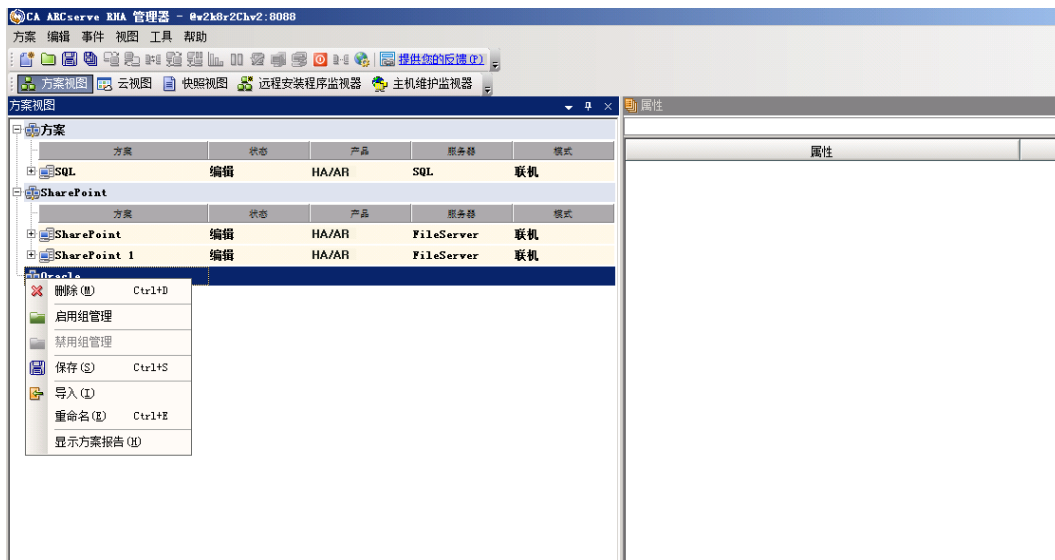 CA ARCserve RHA 管理器 - @w2k8r2Chv2:8088
方案 编辑 事件 视图 工具 帮助
提供您的反馈(P)
方案视图 云视图 快照视图 远程安装程序监视器 主机维护监视器
方案视图
属性
方案
方案 状态 产品 服务器 模式
属性
SQL 编辑 HA/AR SQL 联机
SharePoint
方案 状态 产品 服务器 模式
SharePoint 编辑 HA/AR FileServer 联机
SharePoint 1 编辑 HA/AR FileServer 联机
Oracle
删除(M) Ctrl+D
启用组管理
禁用组管理
保存(S) Ctrl+S
导入(I)
重命名(E) Ctrl+E
显示方案报告(H)